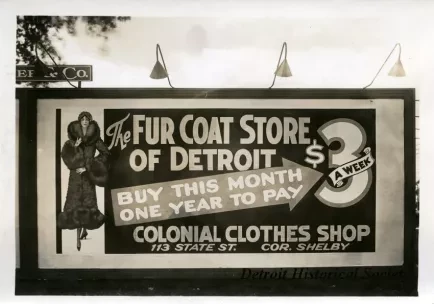 & Co.
The FUR COAT STORE
OF DETROIT
$3
A WEEK
BUY THIS MONTH
ONE YEAR TO PAY
COLONIAL CLOTHES SHOP
113 STATE ST. COR. SHELBY
Detroit Historical Society